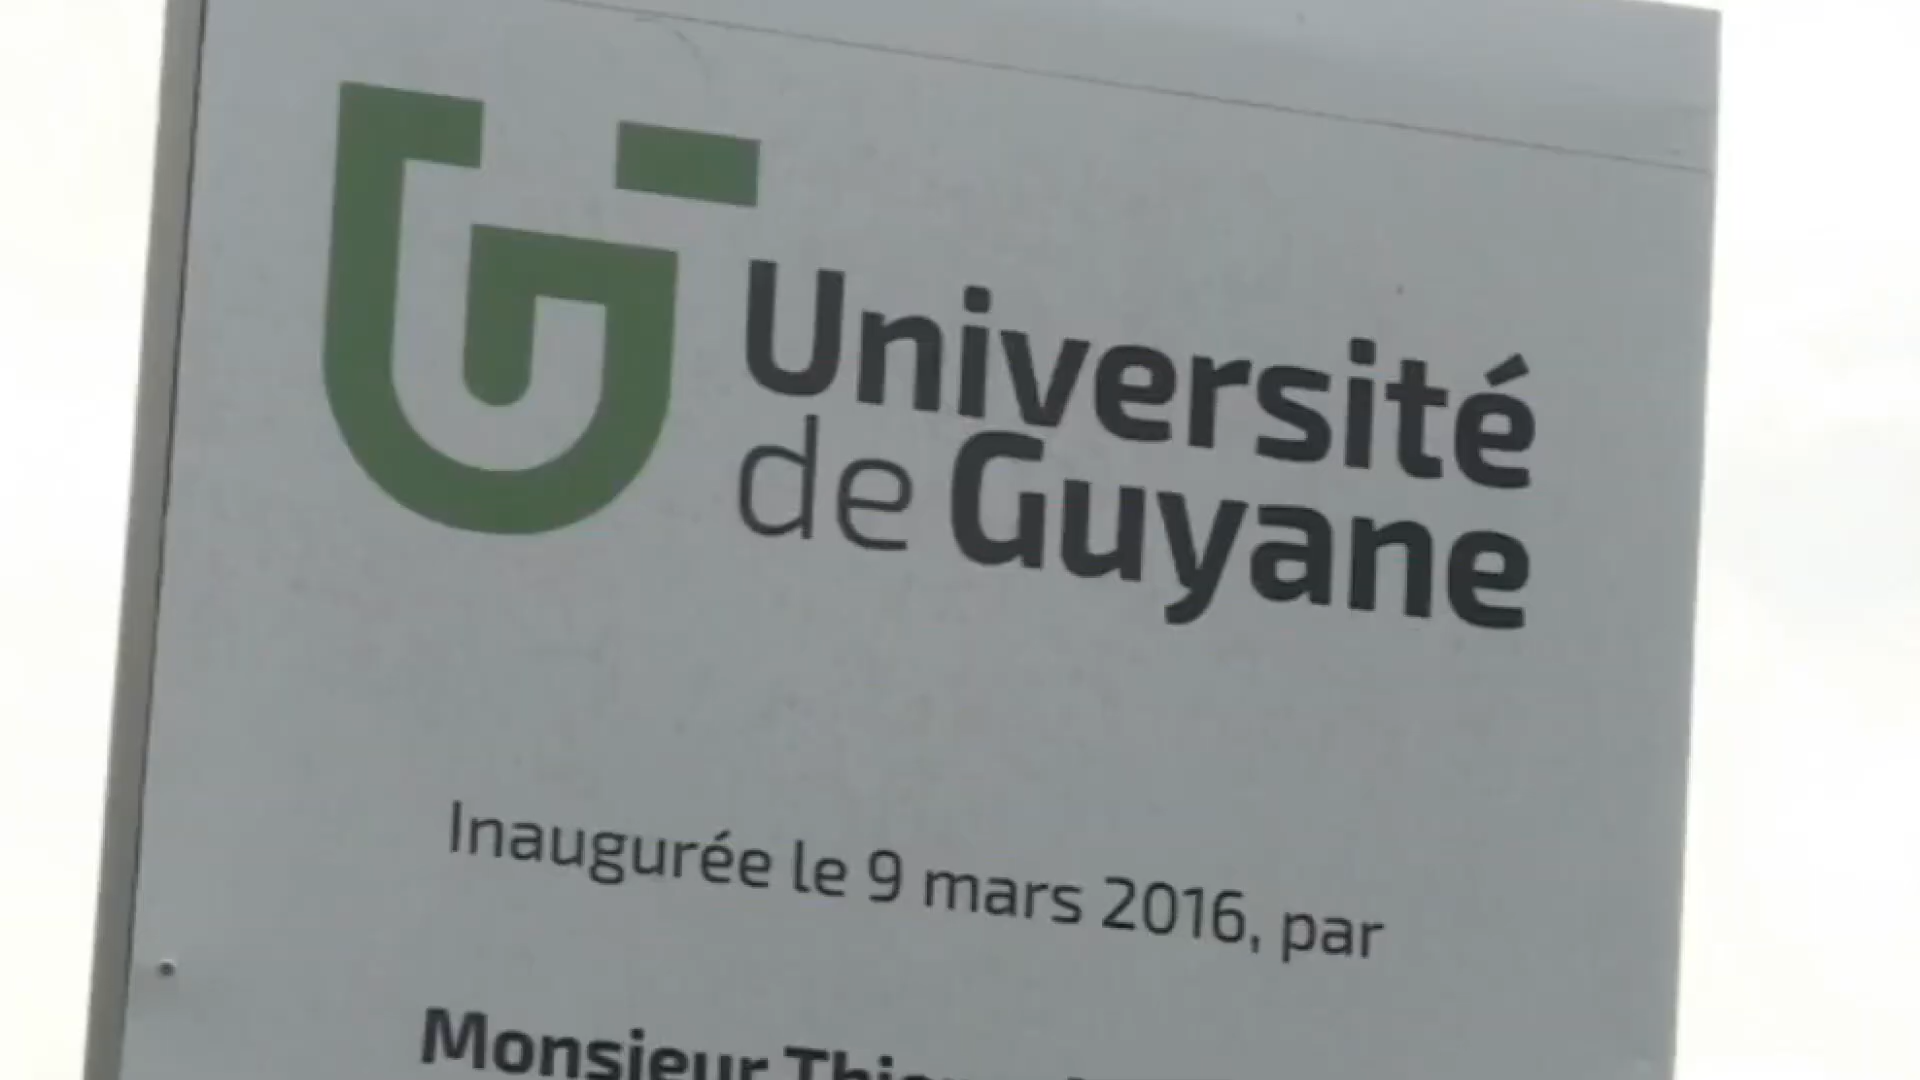 Université
de Guyane
Inaugurée le 9 mars 2016, par
Monsieur